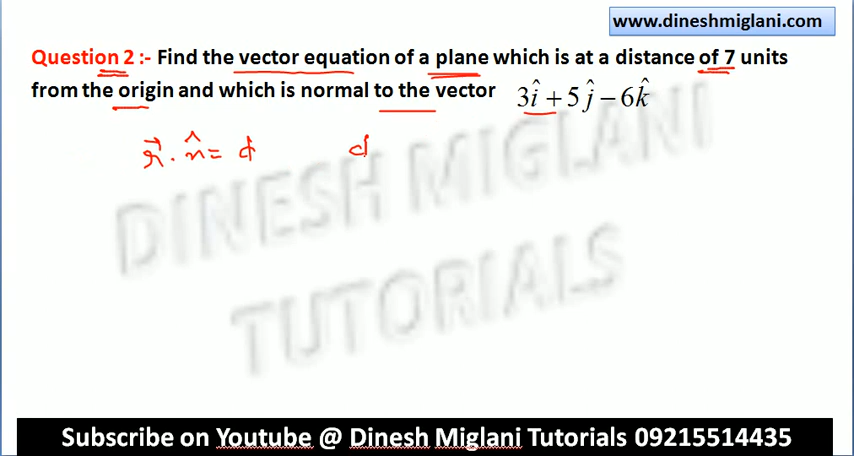 www.dineshmiglani.com
Question 2 :- Find the vector equation of a plane which is at a distance of 7 units
from the origin and which is normal to the vector 3î + 5ĵ − 6k̂
r⃗ . n̂ = d d
DINESH MIGLANI
TUTORIALS
Subscribe on Youtube @ Dinesh Miglani Tutorials 09215514435